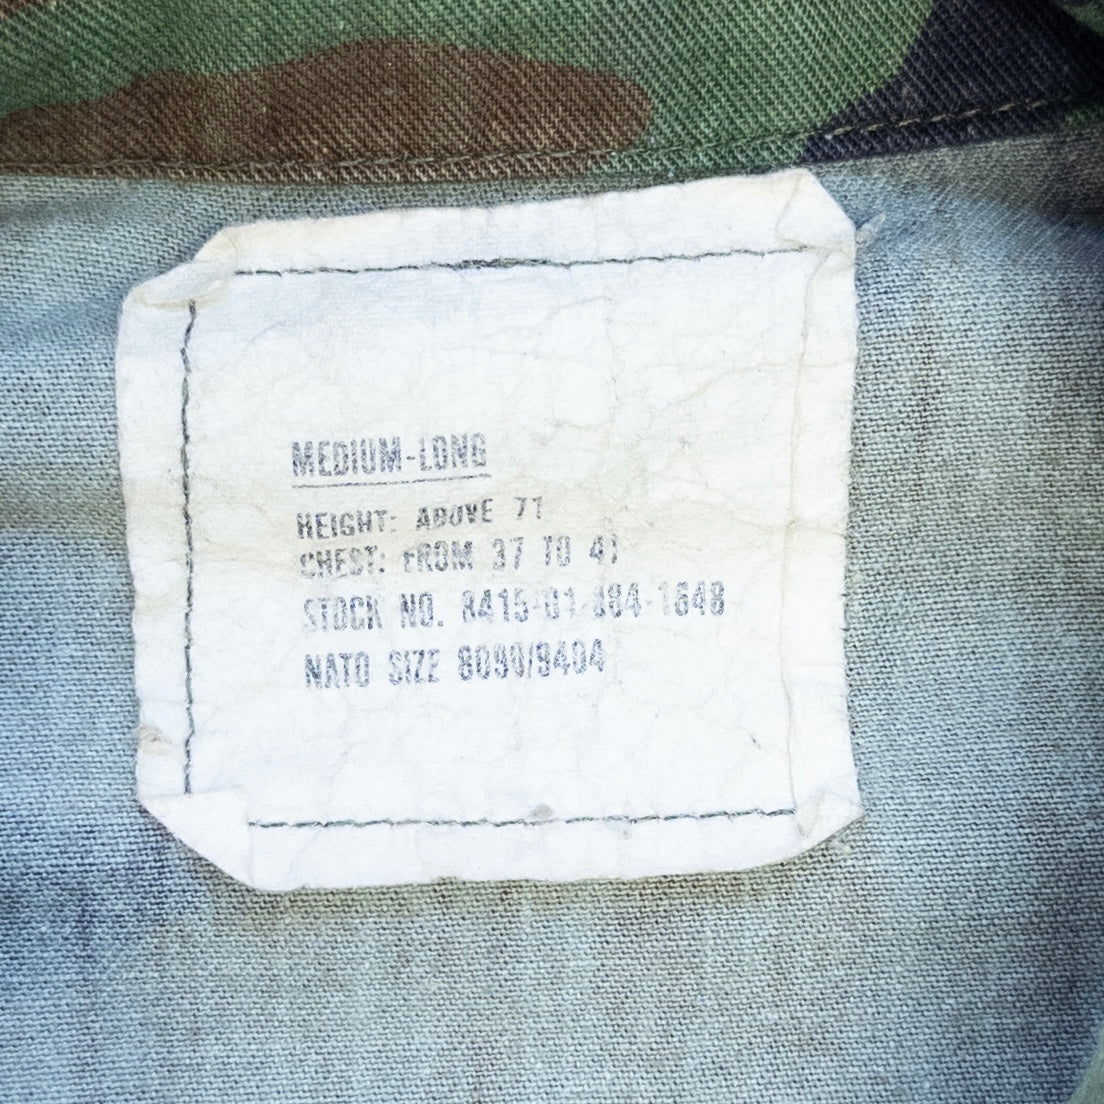 MEDIUM-LONG
HEIGHT: ABOVE 71
CHEST: FROM 37 TO 41
STOCK NO. 8415-01-084-1648
NATO SIZE 8090/9404